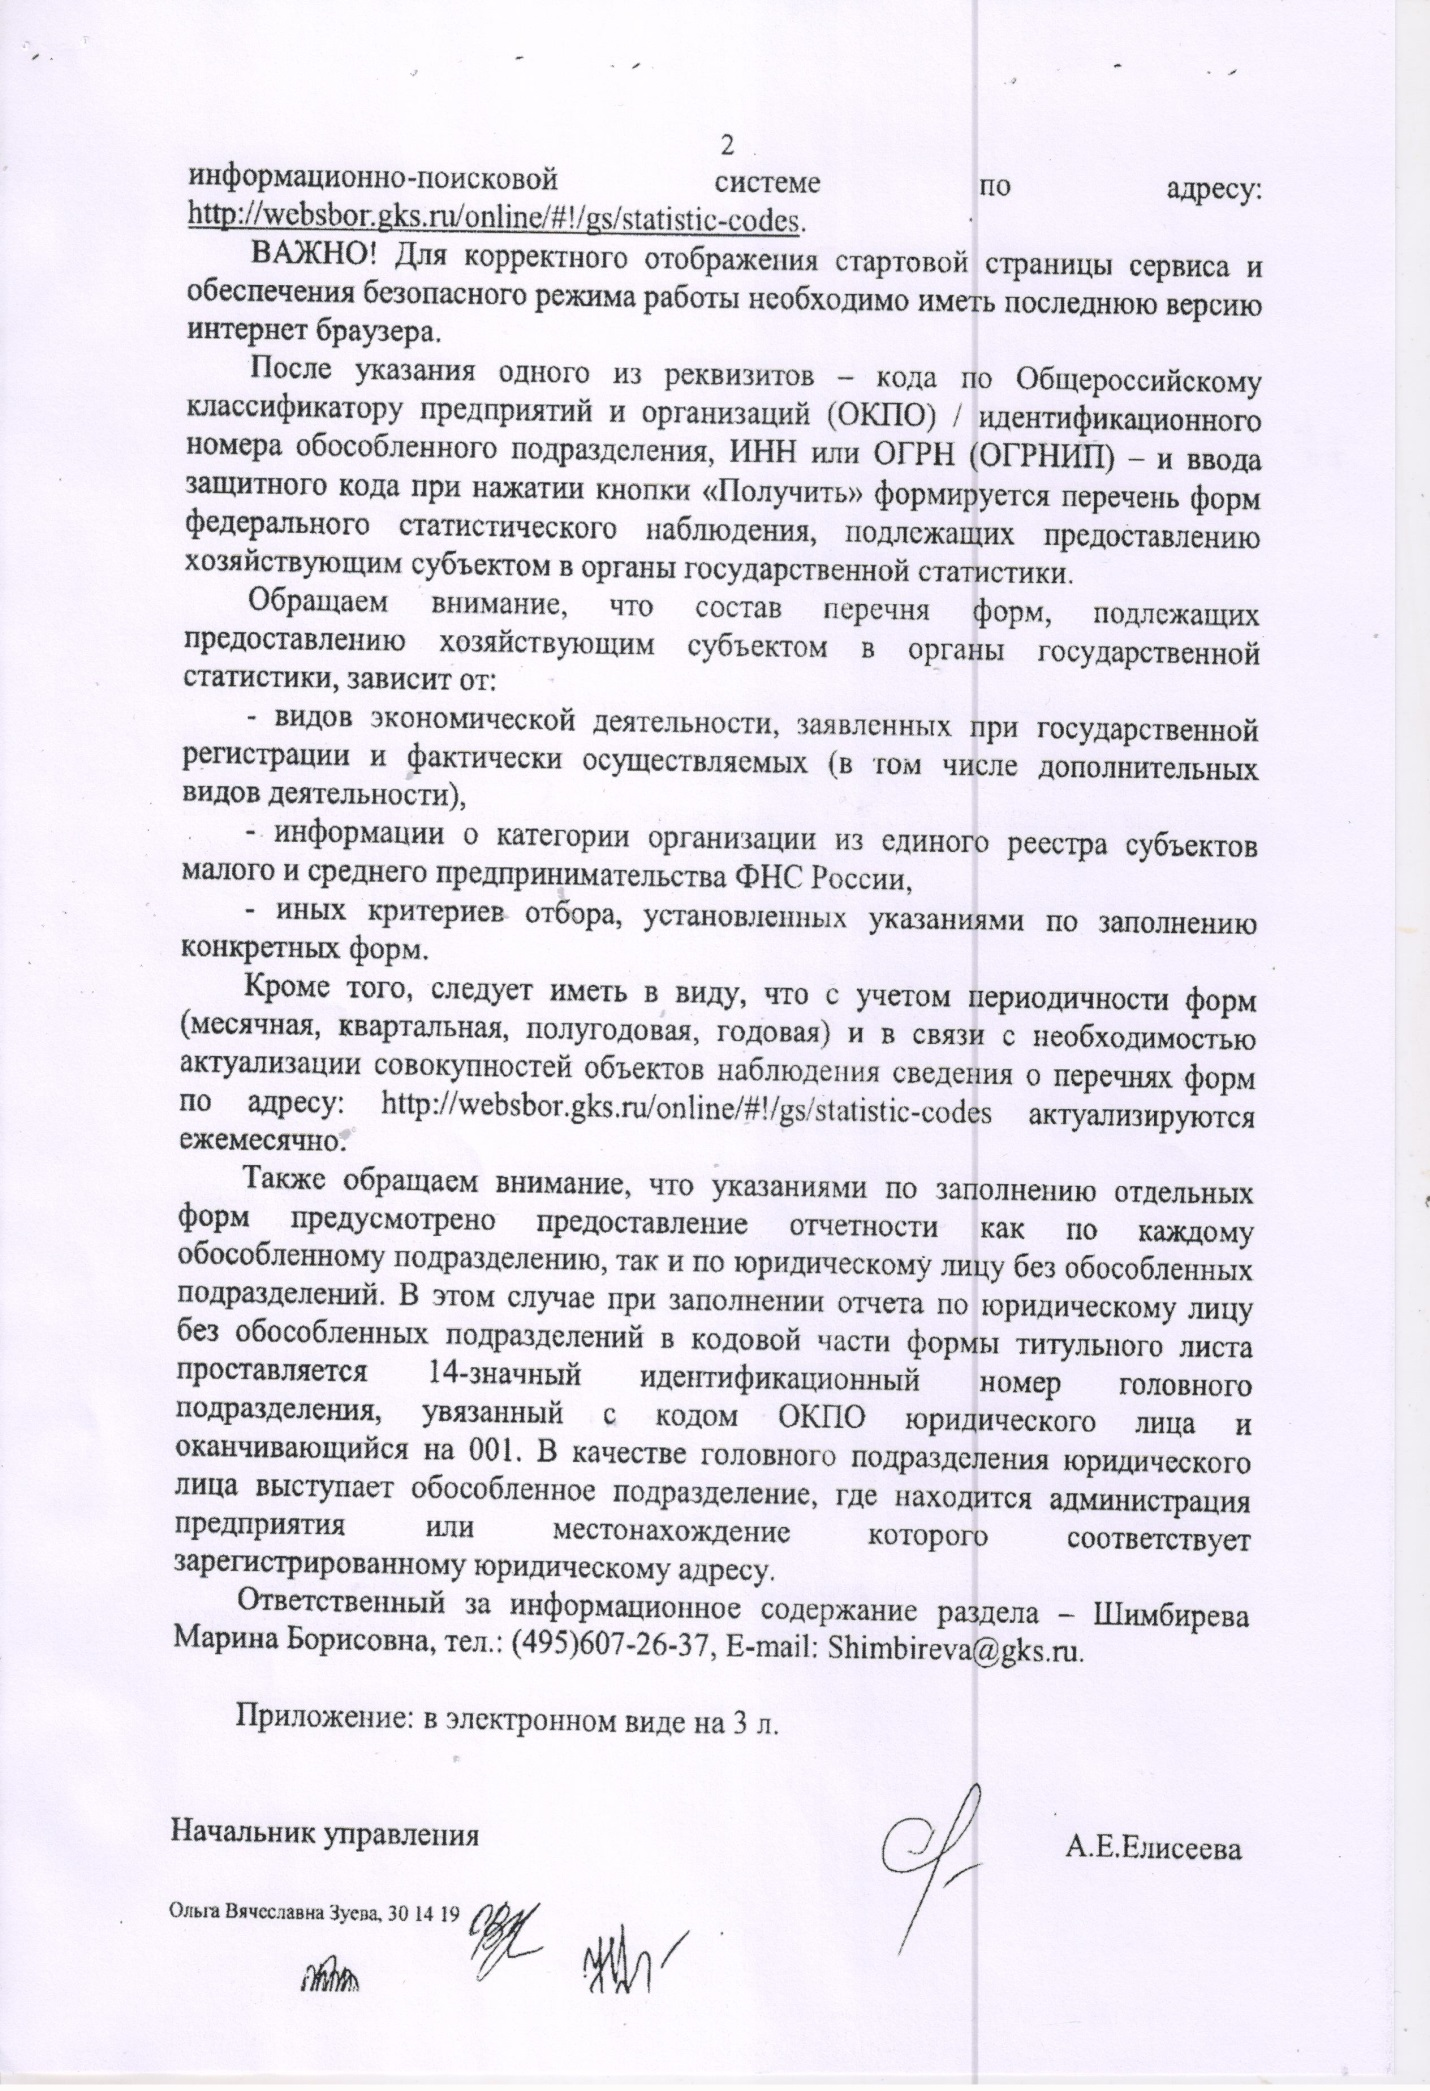 2
информационно-поисковой системе по адресу:
http://websbor.gks.ru/online/#!/gs/statistic-codes.
ВАЖНО! Для корректного отображения стартовой страницы сервиса и
обеспечения безопасного режима работы необходимо иметь последнюю версию
интернет браузера.
После указания одного из реквизитов – кода по Общероссийскому
классификатору предприятий и организаций (ОКПО) / идентификационного
номера обособленного подразделения, ИНН или ОГРН (ОГРНИП) – и ввода
защитного кода при нажатии кнопки «Получить» формируется перечень форм
федерального статистического наблюдения, подлежащих предоставлению
хозяйствующим субъектом в органы государственной статистики.
Обращаем внимание, что состав перечня форм, подлежащих
предоставлению хозяйствующим субъектом в органы государственной
статистики, зависит от:
- видов экономической деятельности, заявленных при государственной
регистрации и фактически осуществляемых (в том числе дополнительных
видов деятельности),
- информации о категории организации из единого реестра субъектов
малого и среднего предпринимательства ФНС России,
- иных критериев отбора, установленных указаниями по заполнению
конкретных форм.
Кроме того, следует иметь в виду, что с учетом периодичности форм
(месячная, квартальная, полугодовая, годовая) и в связи с необходимостью
актуализации совокупностей объектов наблюдения сведения о перечнях форм
по адресу: http://websbor.gks.ru/online/#!/gs/statistic-codes актуализируются
ежемесячно.
Также обращаем внимание, что указаниями по заполнению отдельных
форм предусмотрено предоставление отчетности как по каждому
обособленному подразделению, так и по юридическому лицу без обособленных
подразделений. В этом случае при заполнении отчета по юридическому лицу
без обособленных подразделений в кодовой части формы титульного листа
проставляется 14-значный идентификационный номер головного
подразделения, увязанный с кодом ОКПО юридического лица и
оканчивающийся на 001. В качестве головного подразделения юридического
лица выступает обособленное подразделение, где находится администрация
предприятия или местонахождение которого соответствует
зарегистрированному юридическому адресу.
Ответственный за информационное содержание раздела – Шимбирева
Марина Борисовна, тел.: (495)607-26-37, E-mail: Shimbireva@gks.ru.
Приложение: в электронном виде на 3 л.
Начальник управления А.Е.Елисеева
Ольга Вячеславна Зуева, 30 14 19